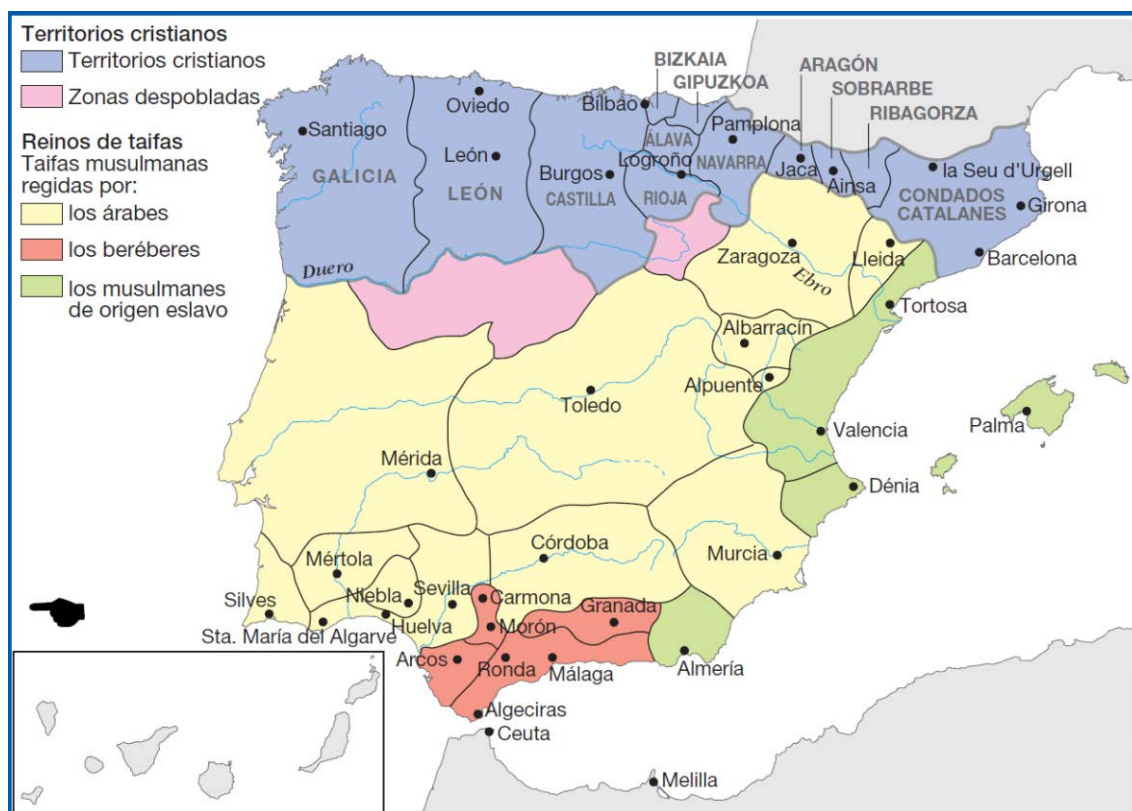 Territorios cristianos
Territorios cristianos
Zonas despobladas
Reinos de taifas
Taifas musulmanas
regidas por:
los árabes
los beréberes
los musulmanes
de origen eslavo
BIZKAIA
GIPUZKOA
ARAGÓN
SOBRARBE
RIBAGORZA
Oviedo
Bilbao
Santiago
Pamplona
ÁLAVA
León
Logroño
NAVARRA
GALICIA
LEÓN
Burgos
CASTILLA
RIOJA
Jaca
Ainsa
la Seu d'Urgell
CONDADOS
CATALANES
Girona
Duero
Zaragoza
Ebro
Lleida
Barcelona
Tortosa
Albarracín
Alpuente
Toledo
Valencia
Palma
Mérida
Dénia
Córdoba
Murcia
Mértola
Niebla
Sevilla
Carmona
Granada
Silves
Huelva
Morón
Sta. María del Algarve
Arcos
Ronda
Málaga
Almería
Algeciras
Ceuta
Melilla